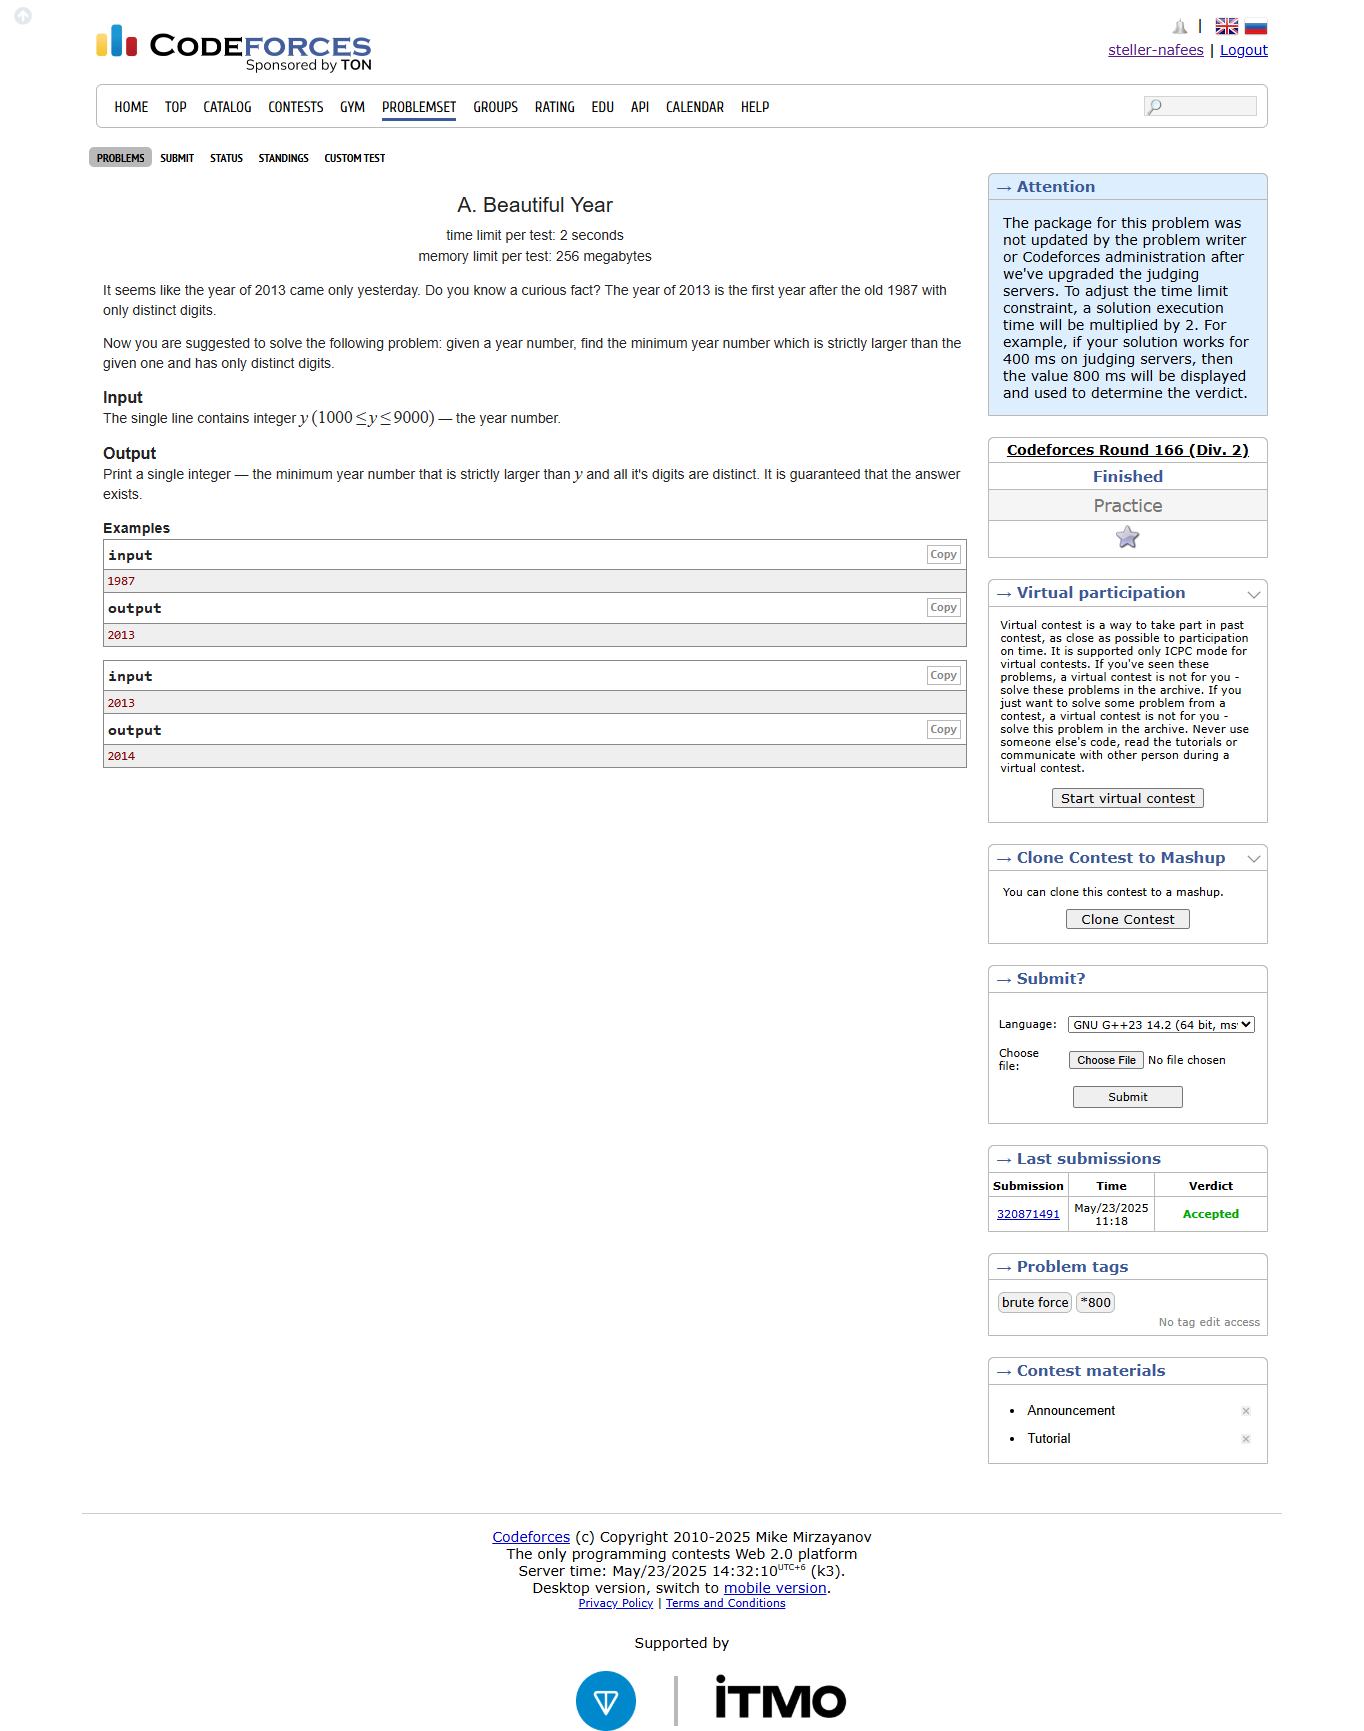 CODEFORCES
Sponsored by TON
|
steller-nafees | Logout
HOME TOP CATALOG CONTESTS GYM PROBLEMSET GROUPS RATING EDU API CALENDAR HELP
PROBLEMS SUBMIT STATUS STANDINGS CUSTOM TEST
A. Beautiful Year
time limit per test: 2 seconds
memory limit per test: 256 megabytes
It seems like the year of 2013 came only yesterday. Do you know a curious fact? The year of 2013 is the first year after the old 1987 with
only distinct digits.
Now you are suggested to solve the following problem: given a year number, find the minimum year number which is strictly larger than the
given one and has only distinct digits.
Input
The single line contains integer y (1000 ≤ y ≤ 9000) — the year number.
Output
Print a single integer — the minimum year number that is strictly larger than y and all it's digits are distinct. It is guaranteed that the answer
exists.
Examples
input Copy
1987
output Copy
2013
input Copy
2013
output Copy
2014
→ Attention
The package for this problem was
not updated by the problem writer
or Codeforces administration after
we've upgraded the judging
servers. To adjust the time limit
constraint, a solution execution
time will be multiplied by 2. For
example, if your solution works for
400 ms on judging servers, then
the value 800 ms will be displayed
and used to determine the verdict.
Codeforces Round 166 (Div. 2)
Finished
Practice
→ Virtual participation
Virtual contest is a way to take part in past
contest, as close as possible to participation
on time. It is supported only ICPC mode for
virtual contests. If you've seen these
problems, a virtual contest is not for you -
solve these problems in the archive. If you
just want to solve some problem from a
contest, a virtual contest is not for you -
solve this problem in the archive. Never use
someone else's code, read the tutorials or
communicate with other person during a
virtual contest.
Start virtual contest
→ Clone Contest to Mashup
You can clone this contest to a mashup.
Clone Contest
→ Submit?
Language: GNU G++23 14.2 (64 bit, ms
Choose
file: Choose File No file chosen
Submit
→ Last submissions
Submission Time Verdict
320871491 May/23/2025
11:18 Accepted
→ Problem tags
brute force *800
No tag edit access
→ Contest materials
• Announcement
• Tutorial
Codeforces (c) Copyright 2010-2025 Mike Mirzayanov
The only programming contests Web 2.0 platform
Server time: May/23/2025 14:32:10UTC+6 (k3).
Desktop version, switch to mobile version.
Privacy Policy | Terms and Conditions
Supported by
iTMO